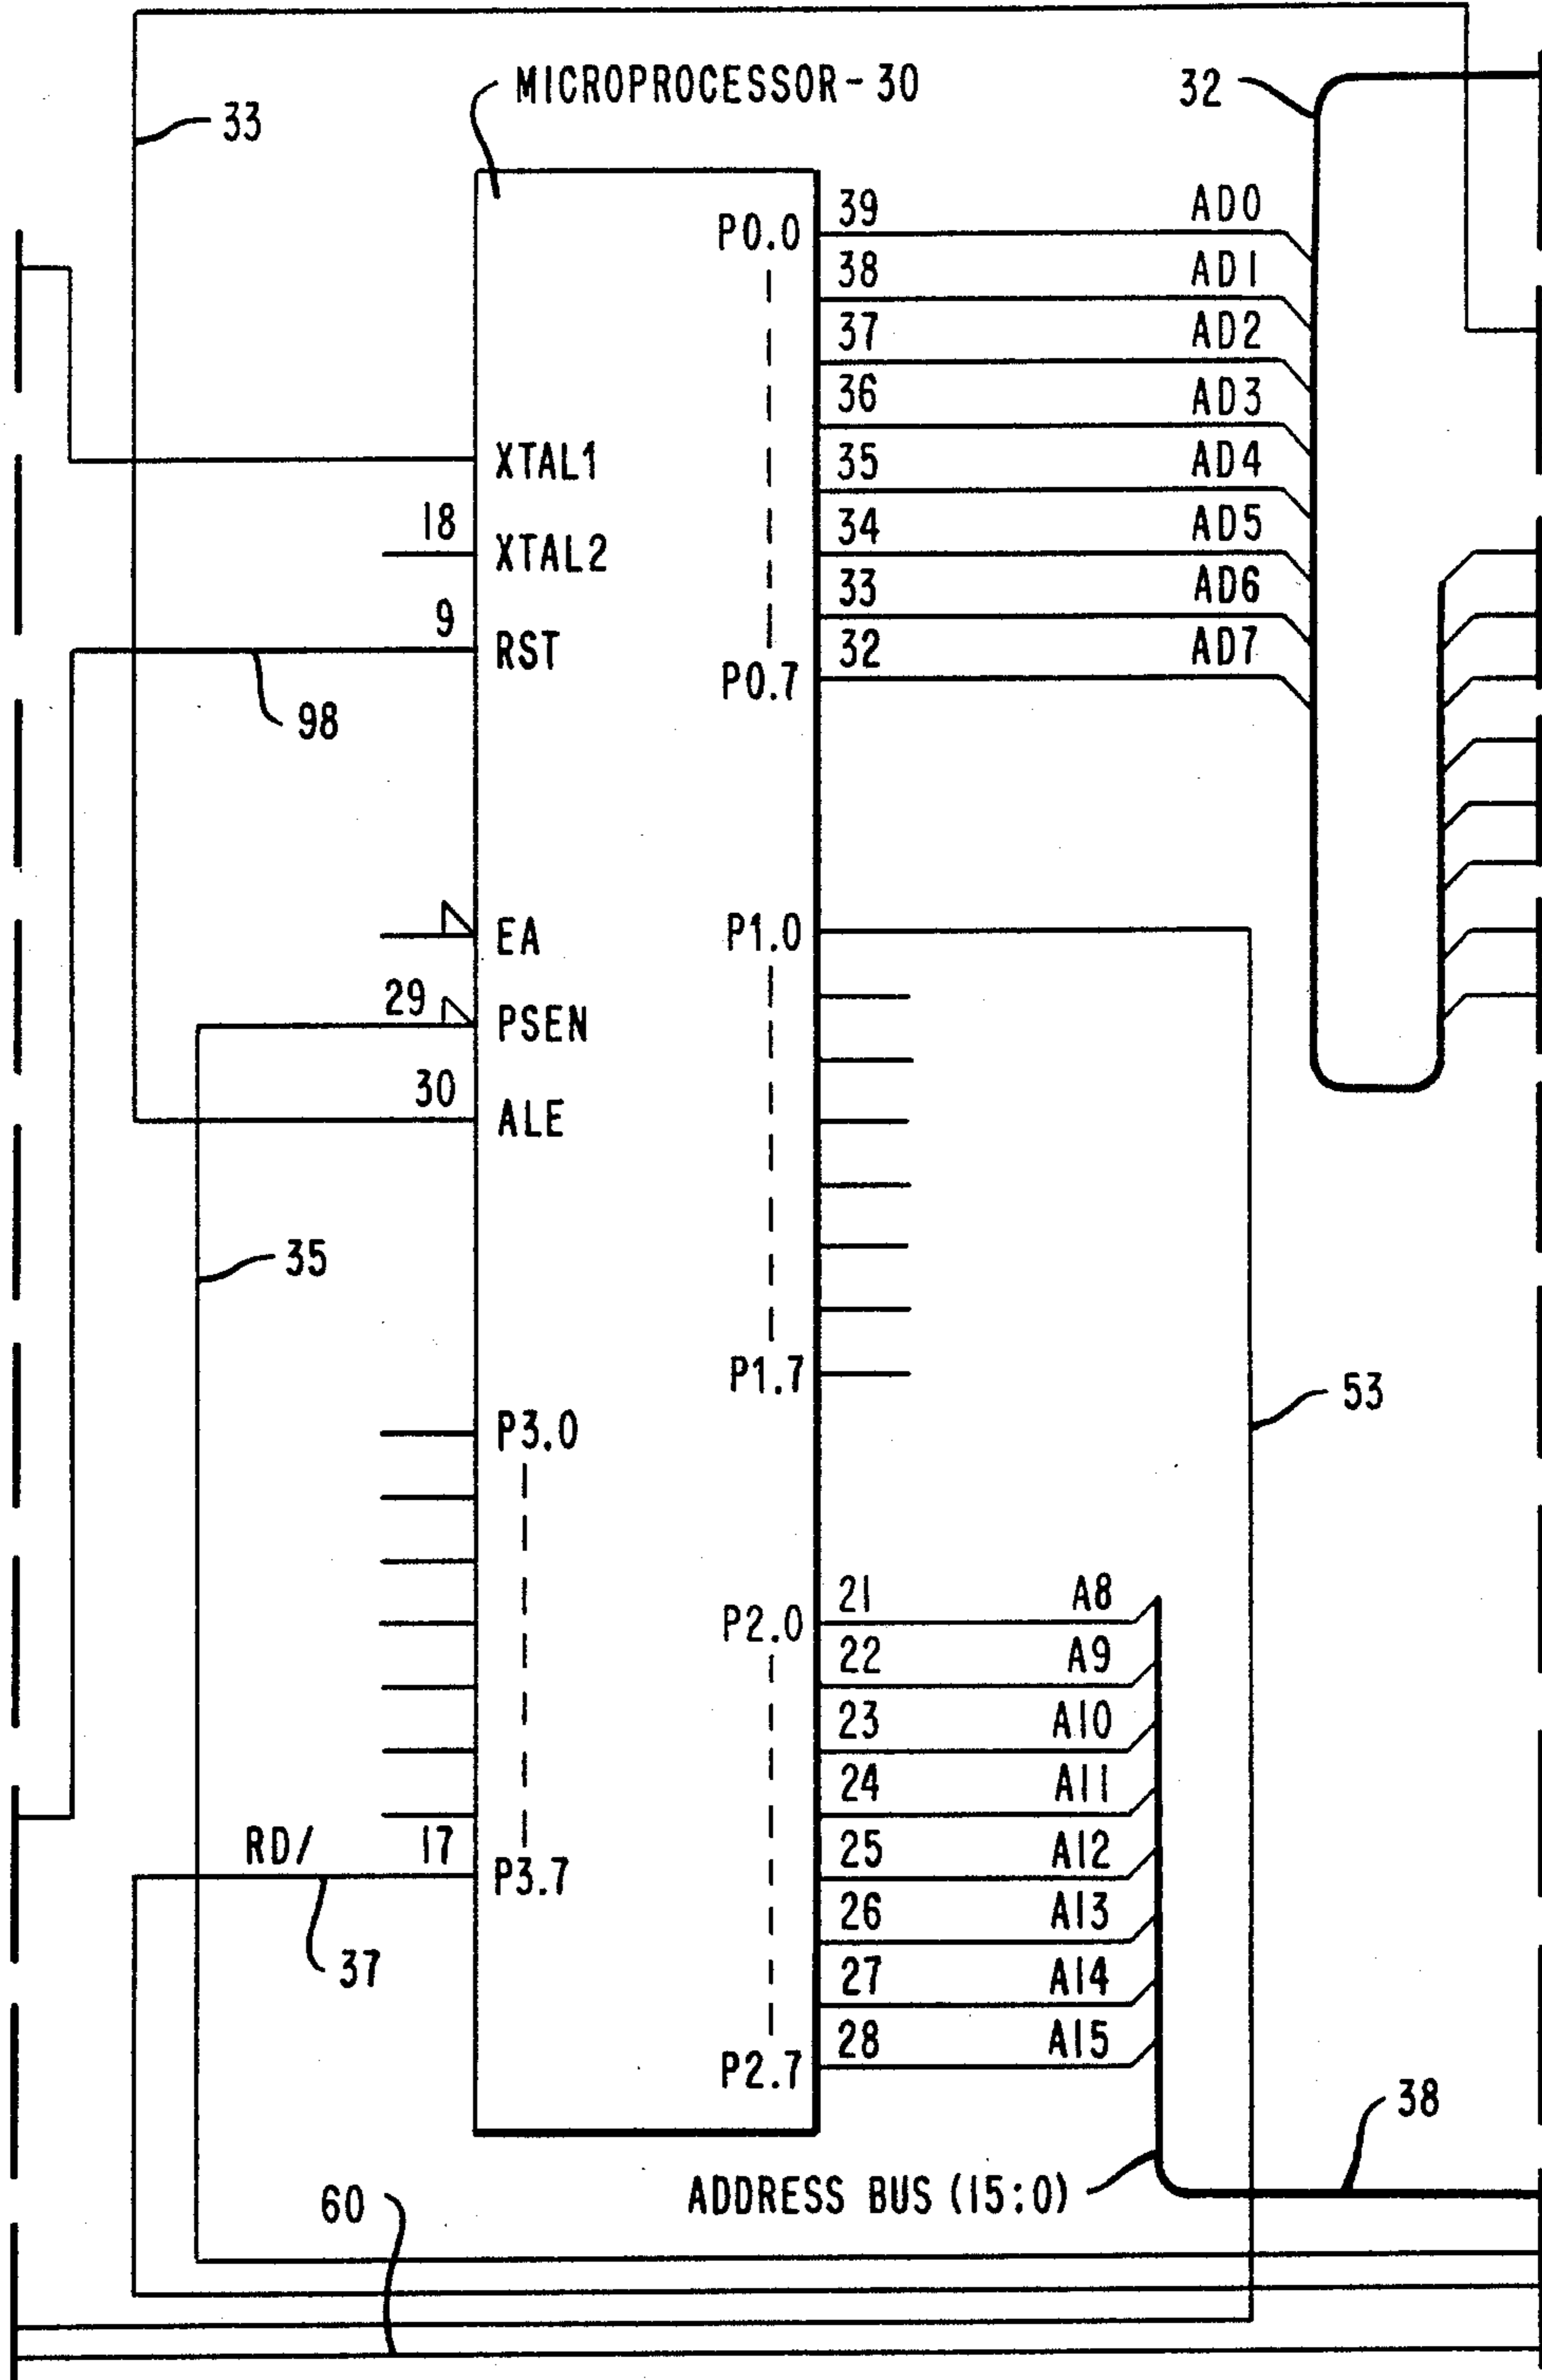 MICROPROCESSOR-30
32
33
39 AD0
P0.0
38 AD1
37 AD2
36 AD3
XTAL1
35 AD4
18
XTAL2
34 AD5
33 AD6
9
RST
32 AD7
P0.7
98
EA
P1.0
29
PSEN
30
ALE
35
P1.7
53
P3.0
21 A8
P2.0
22 A9
23 A10
24 A11
RD/ 17
25 A12
P3.7
26 A13
37
27 A14
28 A15
P2.7
38
ADDRESS BUS (15:0)
60